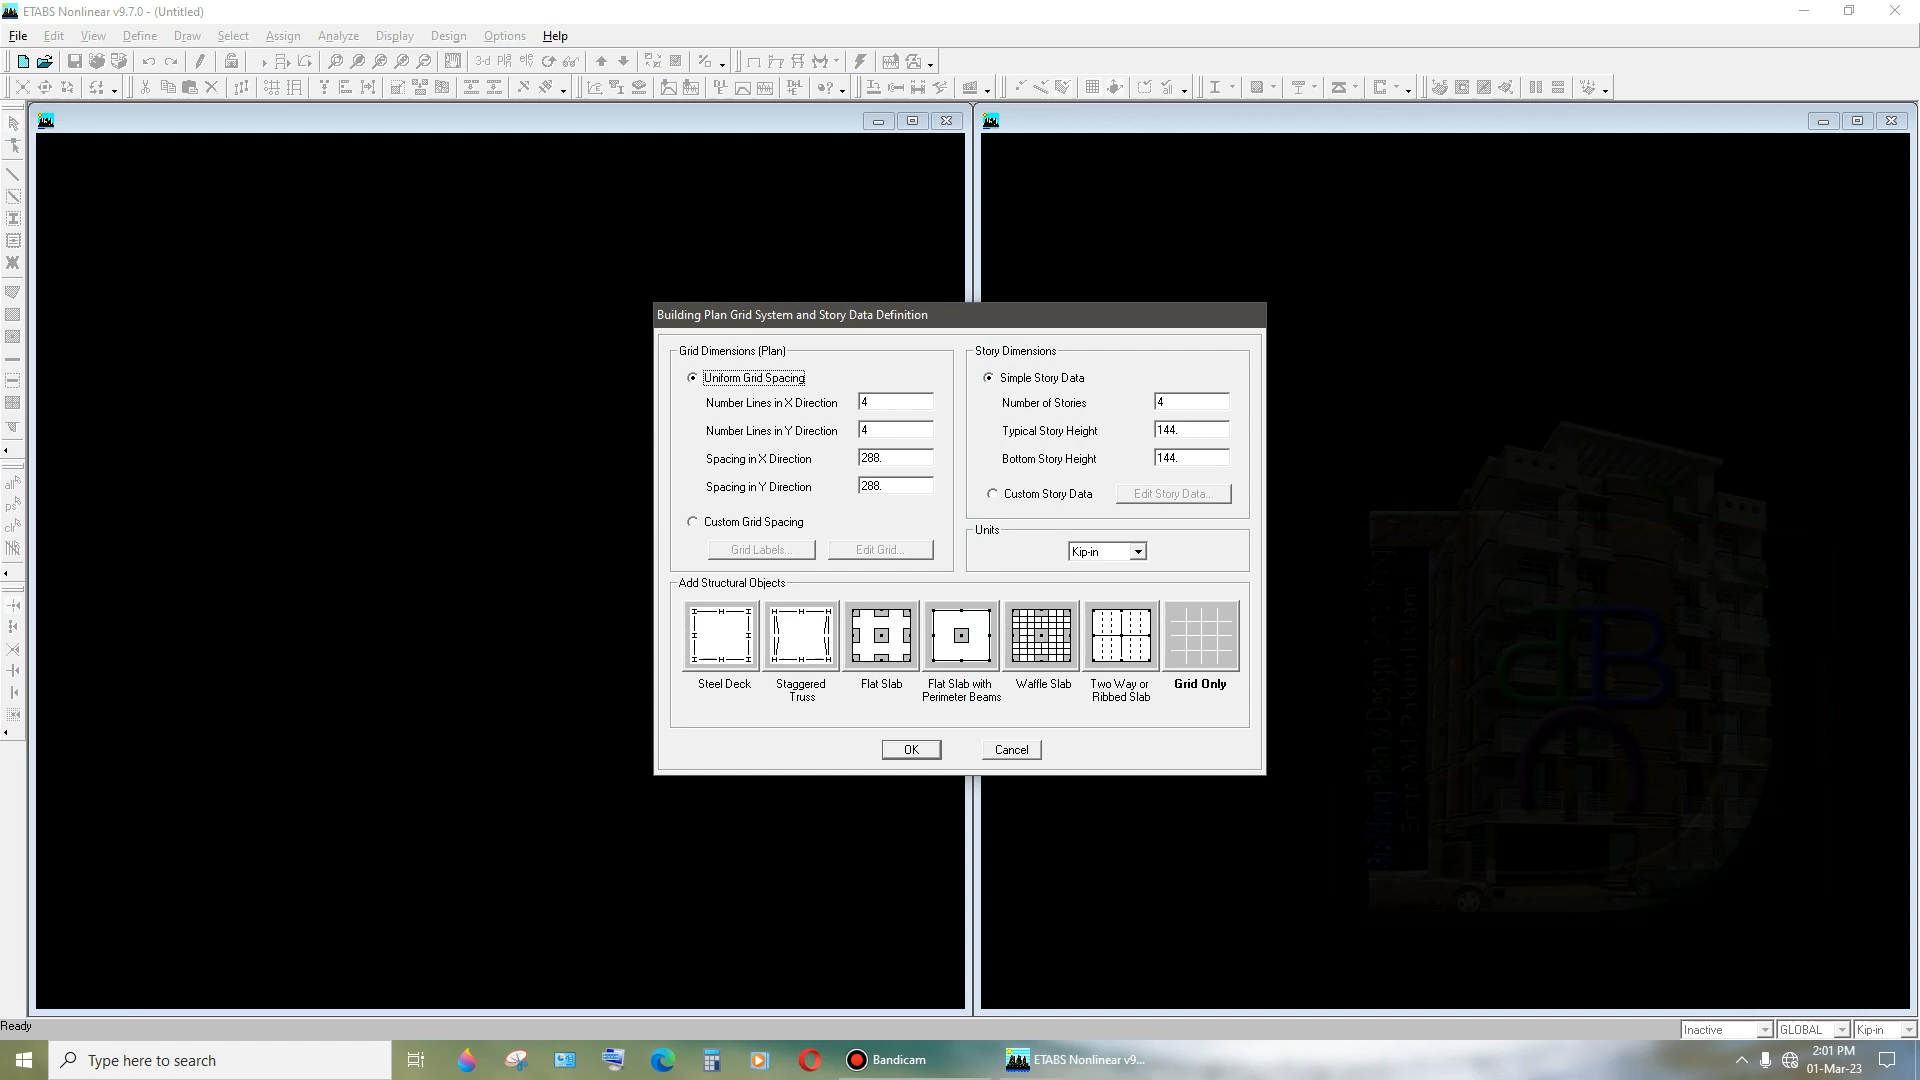 ETABS Nonlinear v9.7.0 - (Untitled)
File Edit View Define Draw Select Assign Analyze Display Design Options Help
Building Plan Grid System and Story Data Definition
Grid Dimensions (Plan)
Uniform Grid Spacing
Number Lines in X Direction 4
Number Lines in Y Direction 4
Spacing in X Direction 288.
Spacing in Y Direction 288.
Custom Grid Spacing
Grid Labels... Edit Grid...
Story Dimensions
Simple Story Data
Number of Stories 4
Typical Story Height 144.
Bottom Story Height 144.
Custom Story Data Edit Story Data...
Units
Kip-in
Add Structural Objects
Steel Deck
Staggered
Truss
Flat Slab
Flat Slab with
Perimeter Beams
Waffle Slab
Two Way or
Ribbed Slab
Grid Only
OK Cancel
Ready
Inactive GLOBAL Kip-in
Type here to search
Bandicam
ETABS Nonlinear v9...
2:01 PM
01-Mar-23